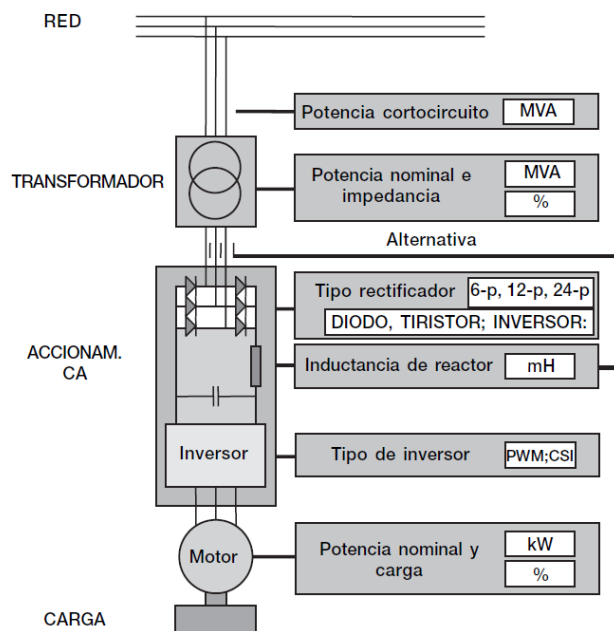 RED
Potencia cortocircuito MVA
TRANSFORMADOR
Potencia nominal e
impedancia
MVA
%
Alternativa
Tipo rectificador 6-p, 12-p, 24-p
DIODO, TIRISTOR; INVERSOR:
ACCIONAM.
CA
Inductancia de reactor mH
Inversor
Tipo de inversor PWM;CSI
Motor
Potencia nominal y
carga
kW
%
CARGA